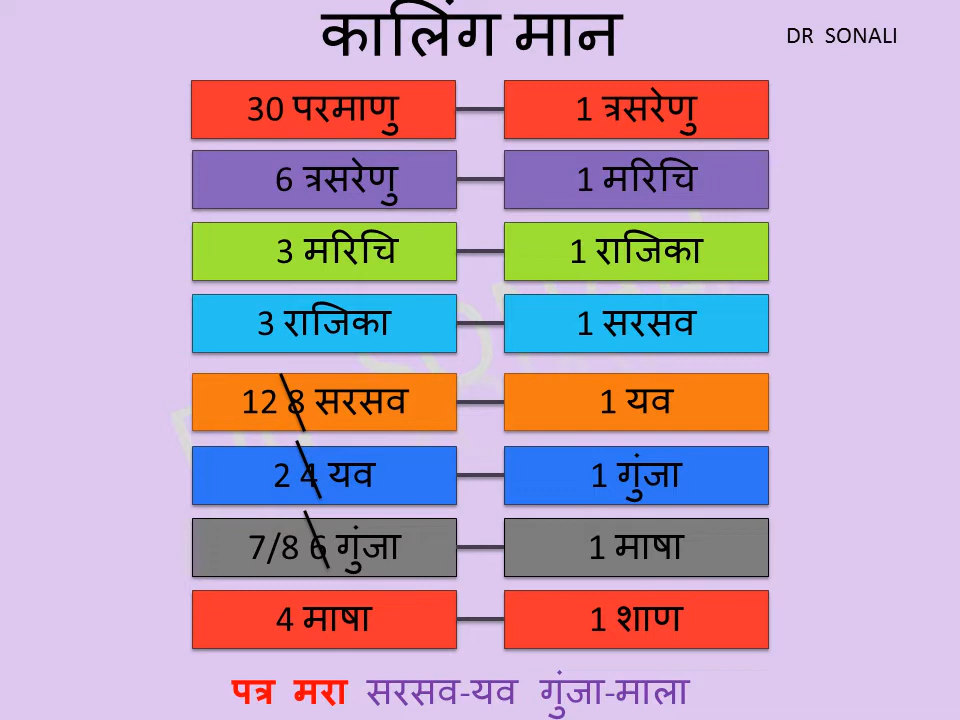 कालिंग मान
DR SONALI
30 परमाणु 1 त्रसरेणु
6 त्रसरेणु 1 मरिचि
3 मरिचि 1 राजिका
3 राजिका 1 सरसव
12 8 सरसव 1 यव
2 4 यव 1 गुंजा
7/8 6 गुंजा 1 माषा
4 माषा 1 शाण
पत्र मरा सरसव-यव गुंजा-माला